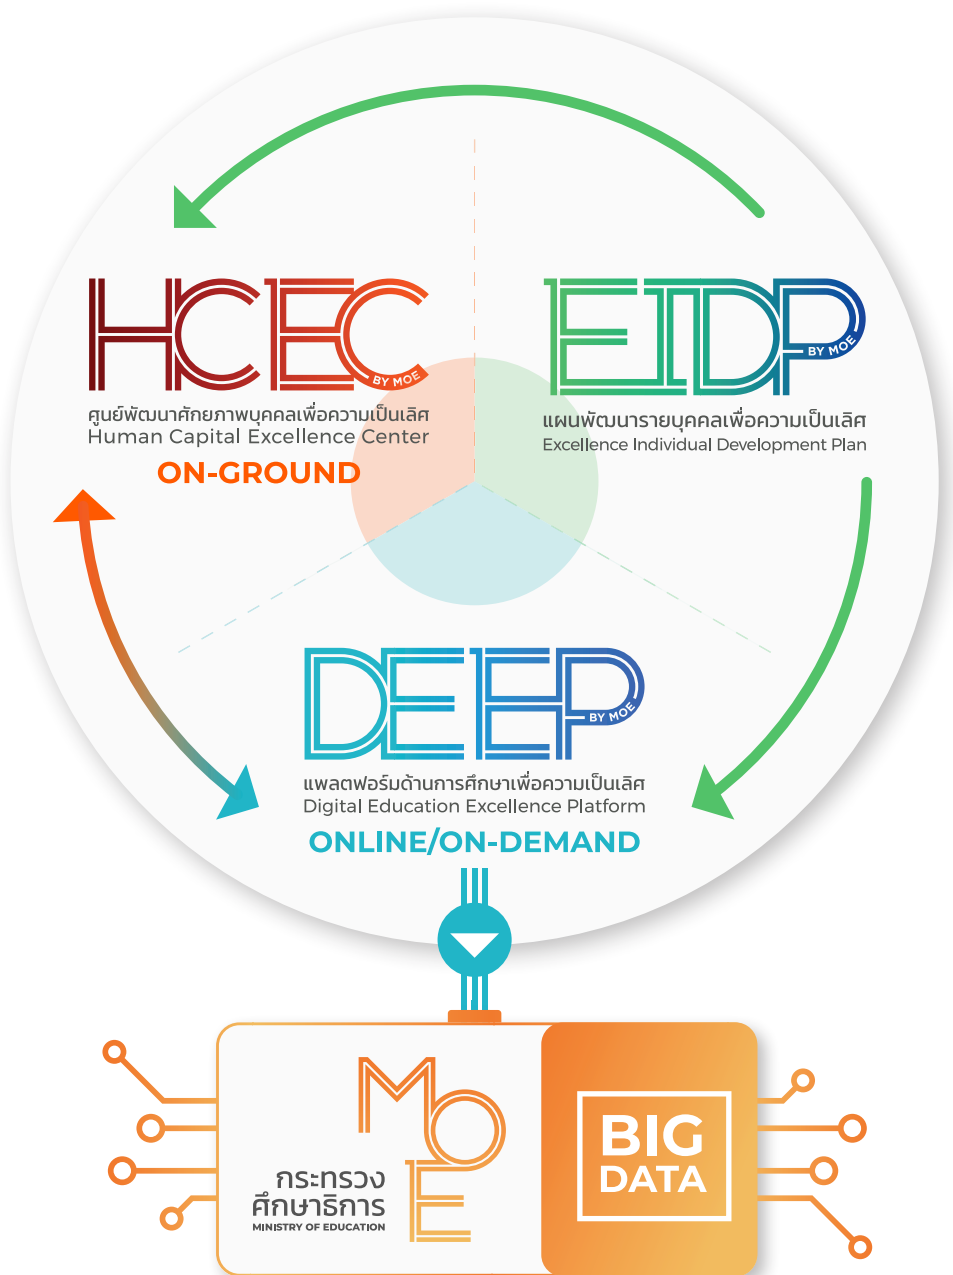 HCEC
BY MOE
ศูนย์พัฒนาศักยภาพบุคคลเพื่อความเป็นเลิศ
Human Capital Excellence Center
ON-GROUND
EIDP
BY MOE
แผนพัฒนารายบุคคลเพื่อความเป็นเลิศ
Excellence Individual Development Plan
DEEP
BY MOE
แพลตฟอร์มด้านการศึกษาเพื่อความเป็นเลิศ
Digital Education Excellence Platform
ONLINE/ON-DEMAND
MOE
กระทรวง
ศึกษาธิการ
MINISTRY OF EDUCATION
BIG
DATA